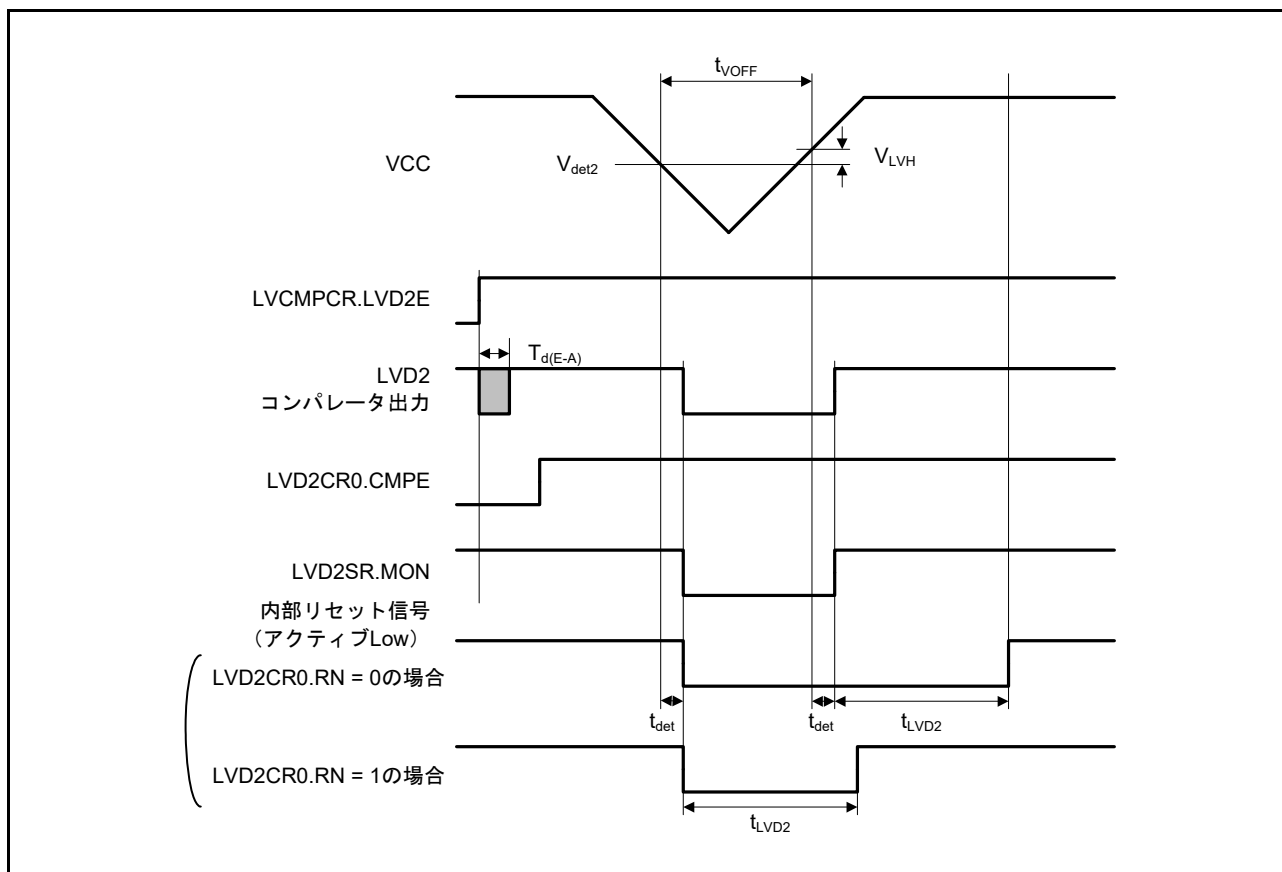 tVOFF
VCC
Vdet2
VLVH
LVCMPCR.LVD2E
Td(E-A)
LVD2
コンパレータ出力
LVD2CR0.CMPE
LVD2SR.MON
内部リセット信号
（アクティブLow）
LVD2CR0.RN = 0の場合
tdet
tdet
tLVD2
LVD2CR0.RN = 1の場合
tLVD2